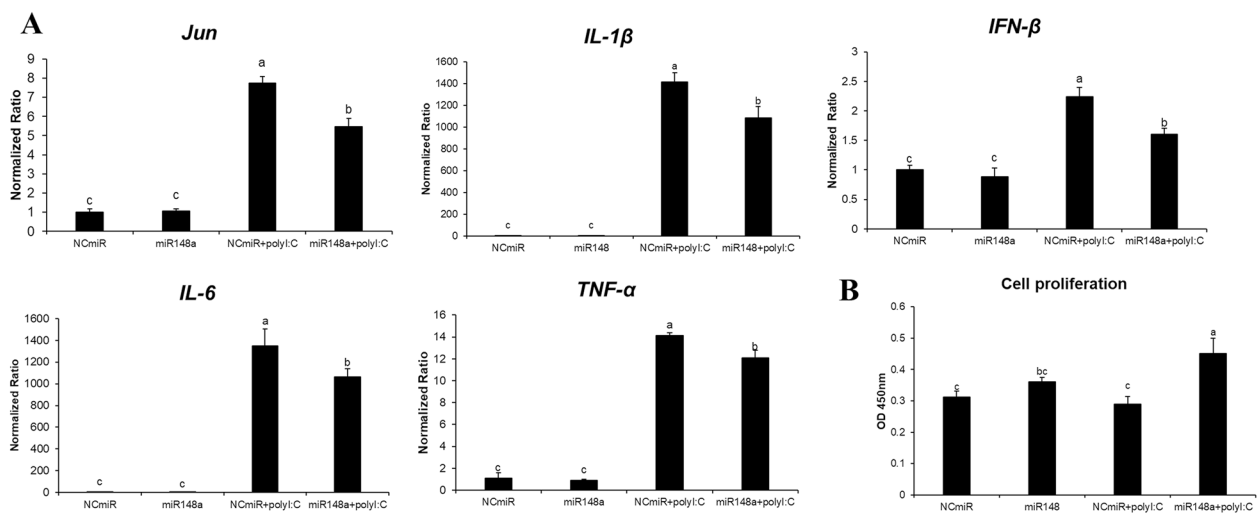 A
Jun
Normalized Ratio
9
8
7
6
5
4
3
2
1
0
c
c
a
b
NCmiR miR148a NCmiR+polyI:C miR148a+polyI:C
IL-1β
Normalized Ratio
1600
1400
1200
1000
800
600
400
200
0
c
c
a
b
NCmiR miR148 NCmiR+polyI:C miR148+polyI:C
IFN-β
Normalized Ratio
3
2.5
2
1.5
1
0.5
0
c
c
a
b
NCmiR miR148a NCmiR+polyI:C miR148a+polyI:C
IL-6
Normalized Ratio
1600
1400
1200
1000
800
600
400
200
0
c
c
a
b
NCmiR miR148a NCmiR+polyI:C miR148a+polyI:C
TNF-α
Normalized Ratio
16
14
12
10
8
6
4
2
0
c
c
a
b
NCmiR miR148a NCmiR+polyI:C miR148a+polyI:C
B
Cell proliferation
OD 450nm
0.6
0.5
0.4
0.3
0.2
0.1
0
c
bc
c
a
NCmiR miR148 NCmiR+polyI:C miR148a+polyI:C